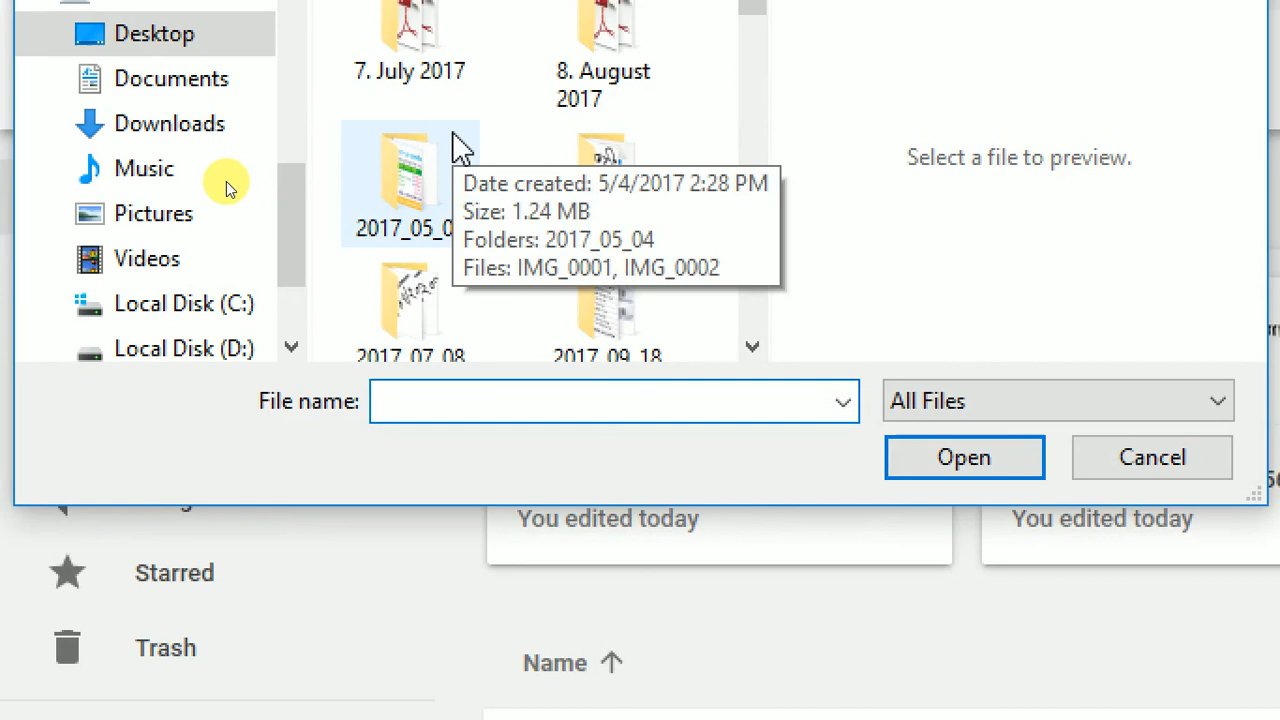 Desktop
Documents
Downloads
Music
Pictures
Videos
Local Disk (C:)
Local Disk (D:)
7. July 2017
8. August
2017
2017_05_0
Date created: 5/4/2017 2:28 PM
Size: 1.24 MB
Folders: 2017_05_04
Files: IMG_0001, IMG_0002
2017_07_08
2017_09_18
Select a file to preview.
File name:
All Files
Open
Cancel
You edited today
You edited today
Starred
Trash
Name